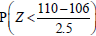 P(Z < 110−106 / 2.5)